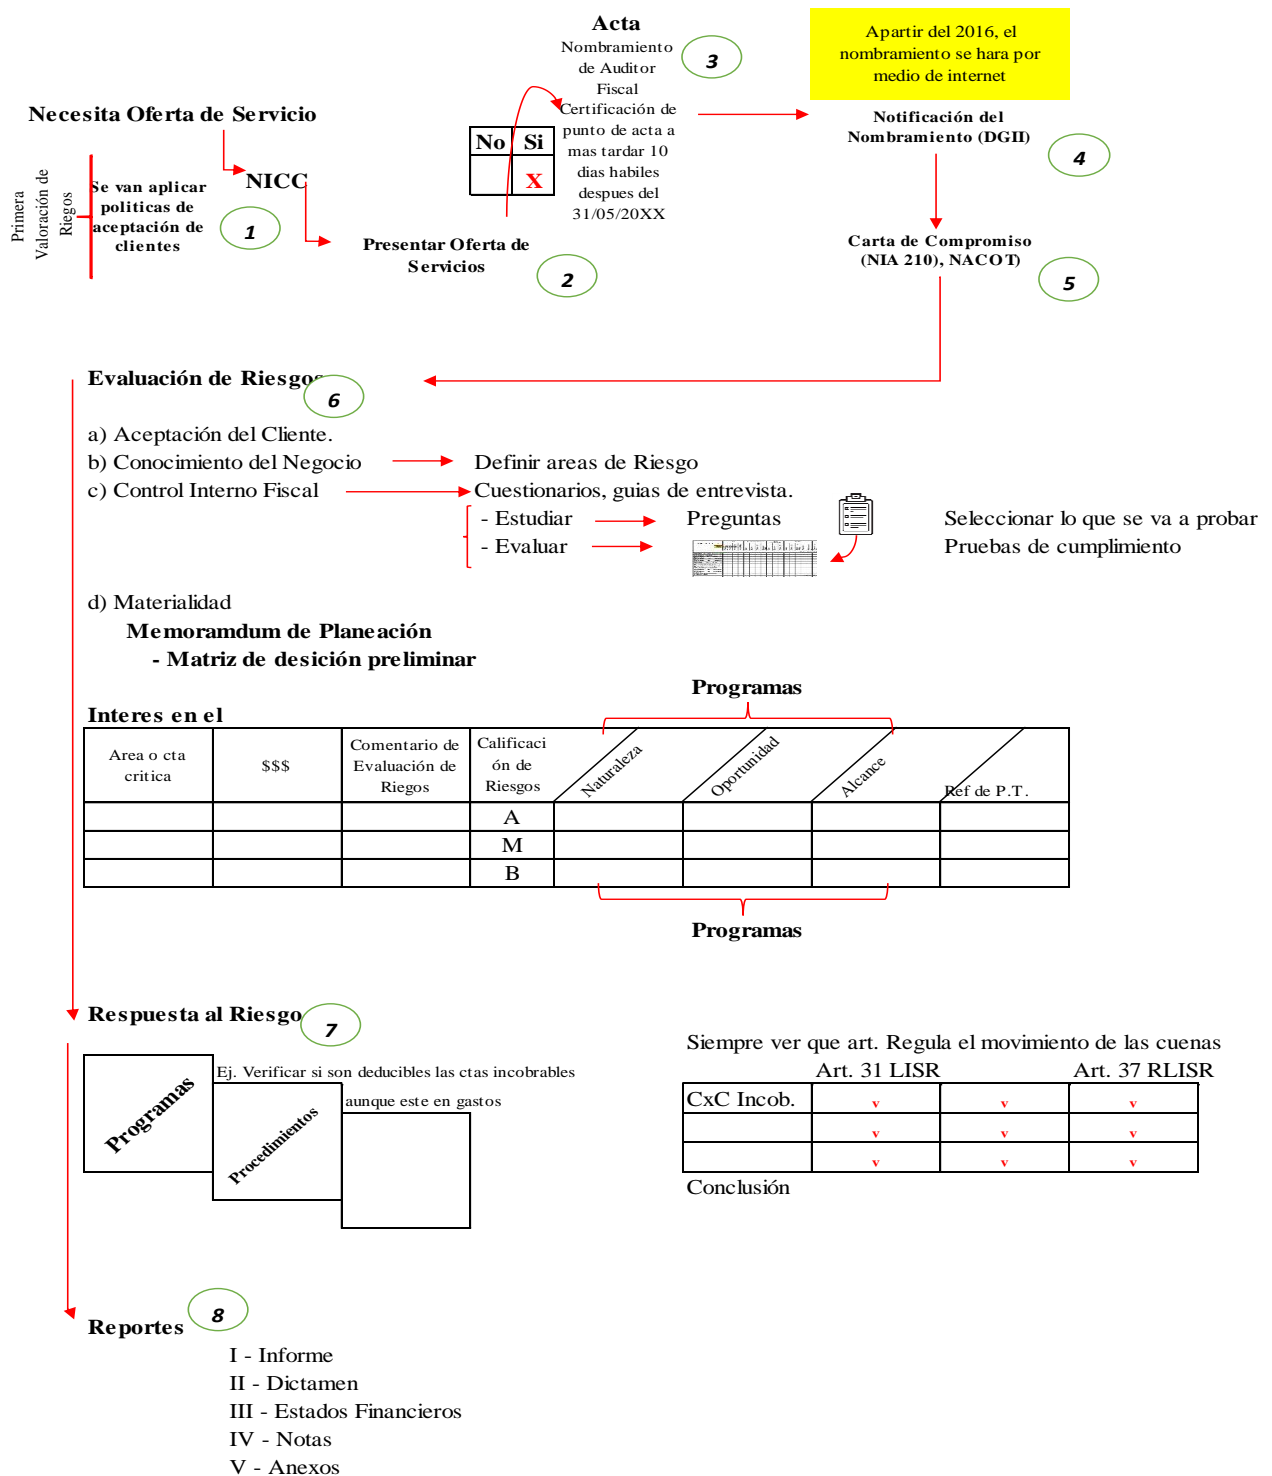 Acta
Nombramiento
de Auditor
Fiscal
Certificación de
punto de acta a
mas tardar 10
dias habiles
despues del
31/05/20XX
3
Apartir del 2016, el
nombramiento se hara por
medio de internet
Necesita Oferta de Servicio
No Si
X
Notificación del
Nombramiento (DGII)
4
Primera
Valoración de
Riegos
Se van aplicar
politicas de
aceptación de
clientes
1
NICC
Presentar Oferta de
Servicios
2
Carta de Compromiso
(NIA 210), NACOT)
5
Evaluación de Riesgos
6
a) Aceptación del Cliente.
b) Conocimiento del Negocio
Definir areas de Riesgo
c) Control Interno Fiscal
Cuestionarios, guias de entrevista.
- Estudiar
Preguntas
Seleccionar lo que se va a probar
- Evaluar
Pruebas de cumplimiento
d) Materialidad
Memoramdum de Planeación
- Matriz de desición preliminar
Programas
Interes en el
Area o cta
critica
$$$
Comentario de
Evaluación de
Riegos
Calificaci
ón de
Riesgos
Naturaleza
Oportunidad
Alcance
Ref de P.T.
A
M
B
Programas
Respuesta al Riesgo
7
Programas
Ej. Verificar si son deducibles las ctas incobrables
aunque este en gastos
Procedimientos
Siempre ver que art. Regula el movimiento de las cuenas
Art. 31 LISR Art. 37 RLISR
CxC Incob. v v v
v v v
v v v
Conclusión
Reportes
8
I - Informe
II - Dictamen
III - Estados Financieros
IV - Notas
V - Anexos